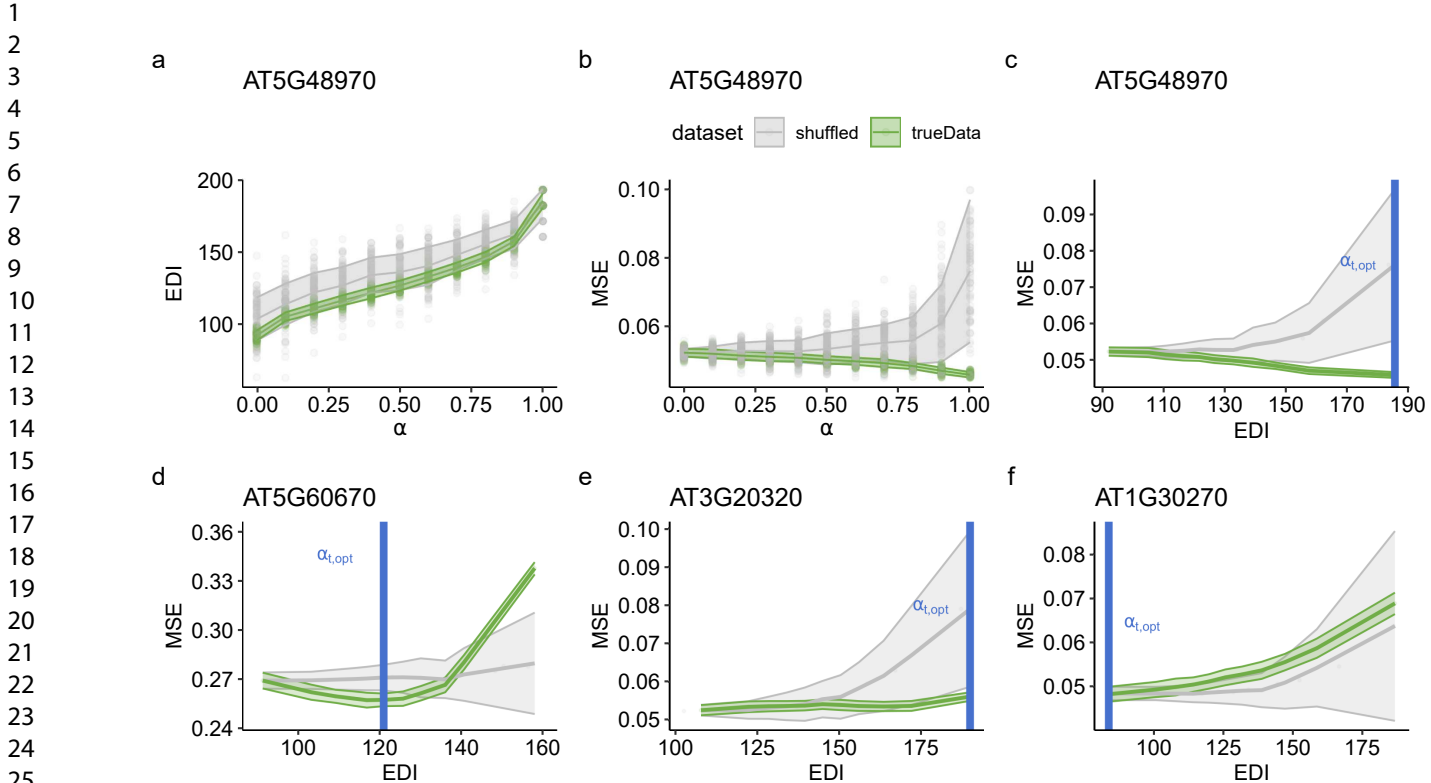 1
2
3
4
5
6
7
8
9
10
11
12
13
14
15
16
17
18
19
20
21
22
23
24
a
AT5G48970
EDI
200
150
100
0.00 0.25 0.50 0.75 1.00
α
b
AT5G48970
dataset shuffled trueData
MSE
0.10
0.08
0.06
0.00 0.25 0.50 0.75 1.00
α
c
AT5G48970
MSE
0.09
0.08
0.07
0.06
0.05
αt,opt
90 110 130 150 170 190
EDI
d
AT5G60670
MSE
0.36
0.33
0.30
0.27
0.24
αt,opt
100 120 140 160
EDI
e
AT3G20320
MSE
0.10
0.09
0.08
0.07
0.06
0.05
αt,opt
100 125 150 175
EDI
f
AT1G30270
MSE
0.08
0.07
0.06
0.05
αt,opt
100 125 150 175
EDI